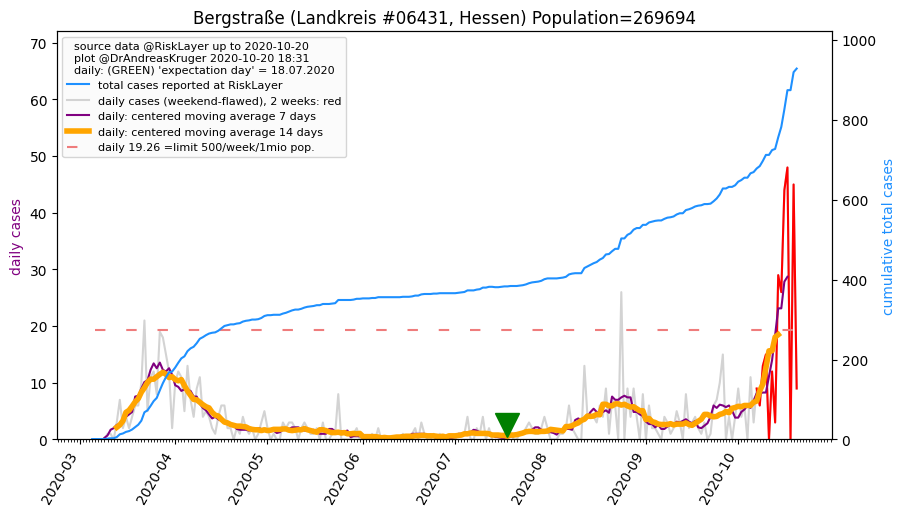 Bergstraße (Landkreis #06431, Hessen) Population=269694
source data @RiskLayer up to 2020-10-20
plot @DrAndreasKruger 2020-10-20 18:31
daily: (GREEN) 'expectation day' = 18.07.2020
total cases reported at RiskLayer
daily cases (weekend-flawed), 2 weeks: red
daily: centered moving average 7 days
daily: centered moving average 14 days
daily 19.26 =limit 500/week/1mio pop.
daily cases
70
60
50
40
30
20
10
0
cumulative total cases
1000
800
600
400
200
0
2020-03
2020-04
2020-05
2020-06
2020-07
2020-08
2020-09
2020-10